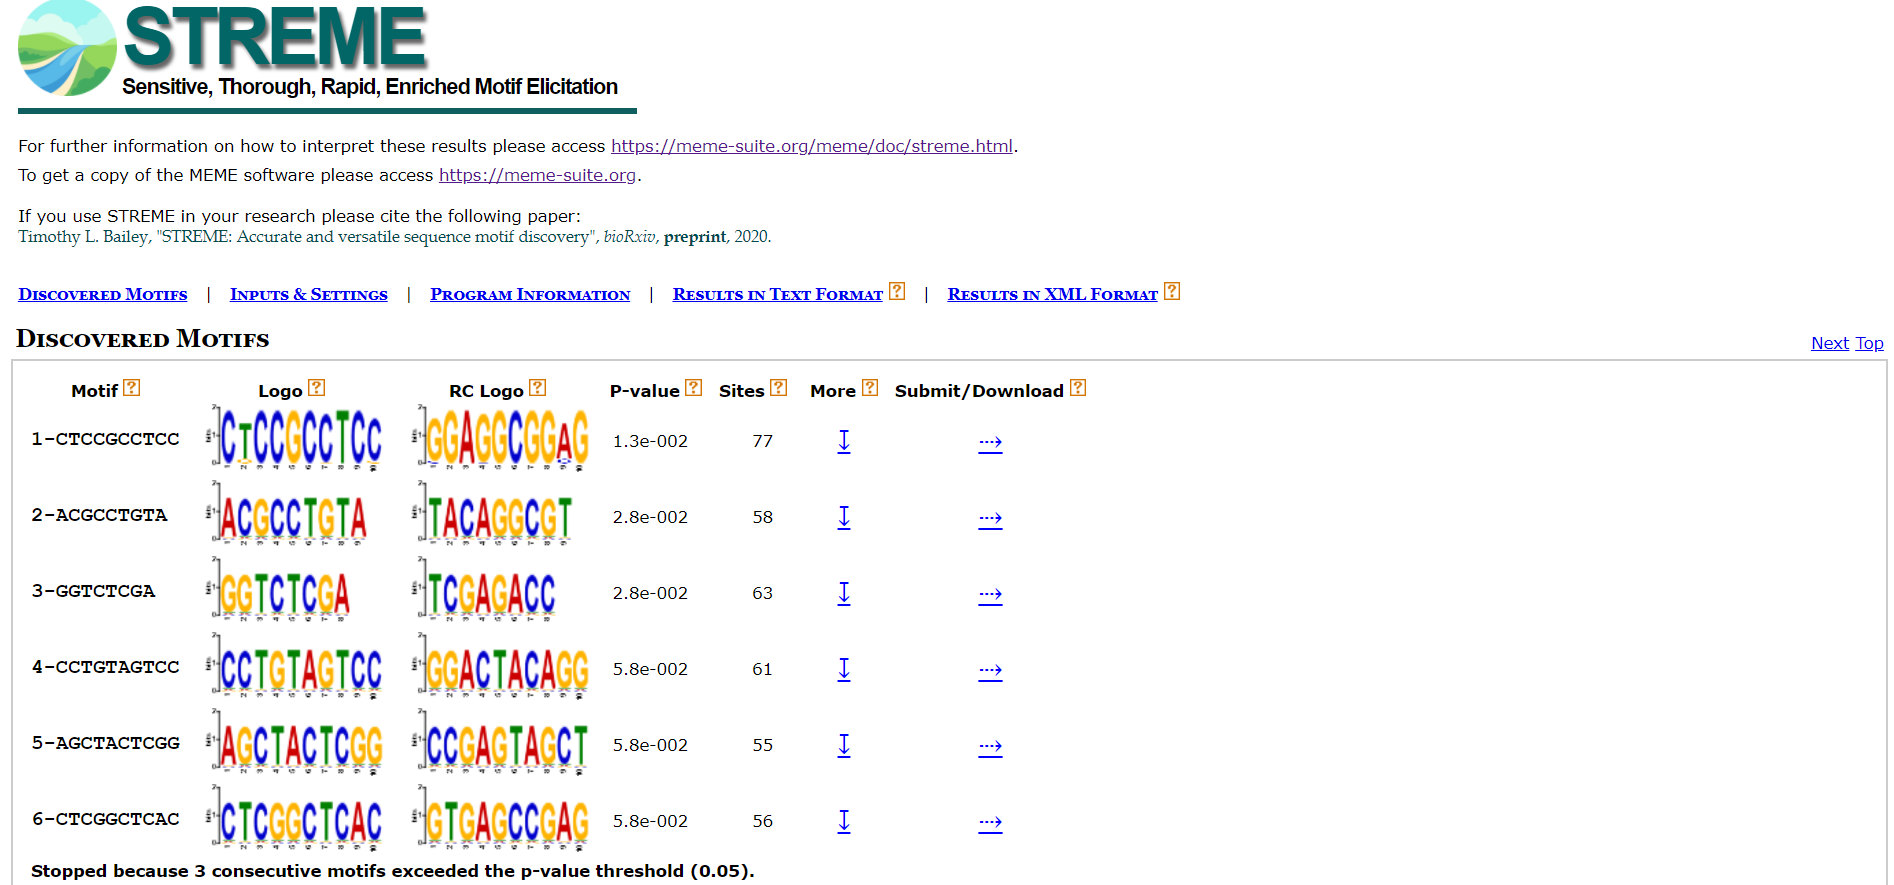 STREME
Sensitive, Thorough, Rapid, Enriched Motif Elicitation
For further information on how to interpret these results please access https://meme-suite.org/meme/doc/streme.html.
To get a copy of the MEME software please access https://meme-suite.org.
If you use STREME in your research please cite the following paper:
Timothy L. Bailey, "STREME: Accurate and versatile sequence motif discovery", bioRxiv, preprint, 2020.
Discovered Motifs | Inputs & Settings | Program Information | Results in Text Format ? | Results in XML Format ?
Discovered Motifs
Next Top
Motif ? Logo ? RC Logo ? P-value ? Sites ? More ? Submit/Download ?
1-CTCCGCCTCC CTCCGCCTCC GGAGGCGGAG 1.3e-002 77 ↧ ⇢
2-ACGCCTGTA ACGCCTGTA TACAGGCGT 2.8e-002 58 ↧ ⇢
3-GGTCTCGA GGTCTCGA TCGAGACC 2.8e-002 63 ↧ ⇢
4-CCTGTAGTCC CCTGTAGTCC GGACTACAGG 5.8e-002 61 ↧ ⇢
5-AGCTACTCGG AGCTACTCGG CCGAGTAGCT 5.8e-002 55 ↧ ⇢
6-CTCGGCTCAC CTCGGCTCAC GTGAGCCGAG 5.8e-002 56 ↧ ⇢
Stopped because 3 consecutive motifs exceeded the p-value threshold (0.05).